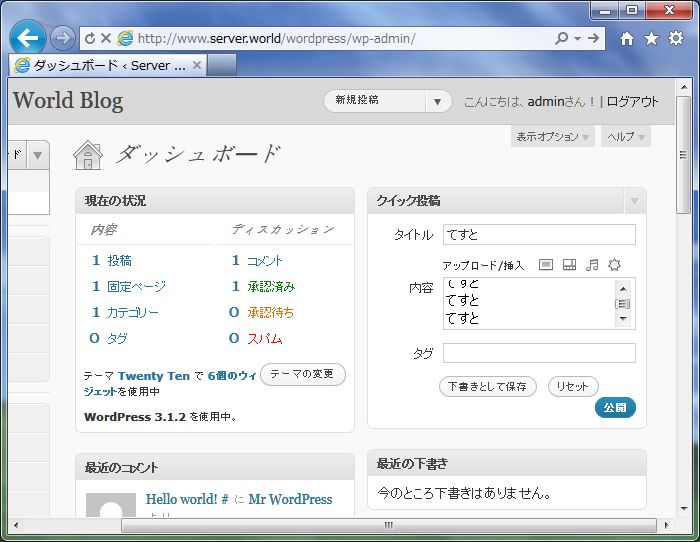 http://www.server.world/wordpress/wp-admin/
ダッシュボード ‹ Server ...
World Blog
新規投稿
こんにちは、adminさん ! | ログアウト
表示オプション
ヘルプ
ード
ダッシュボード
現在の状況
内容
ディスカッション
1 投稿
1 コメント
1 固定ページ
1 承認済み
1 カテゴリー
0 承認待ち
0 タグ
0 スパム
テーマ Twenty Ten で 6個のウィ
ジェットを使用中
テーマの変更
WordPress 3.1.2 を使用中。
最近のコメント
Hello world! # に Mr WordPress
クイック投稿
タイトル
てすと
アップロード/挿入
内容
てすと
てすと
てすと
タグ
下書きとして保存
リセット
公開
最近の下書き
今のところ下書きはありません。